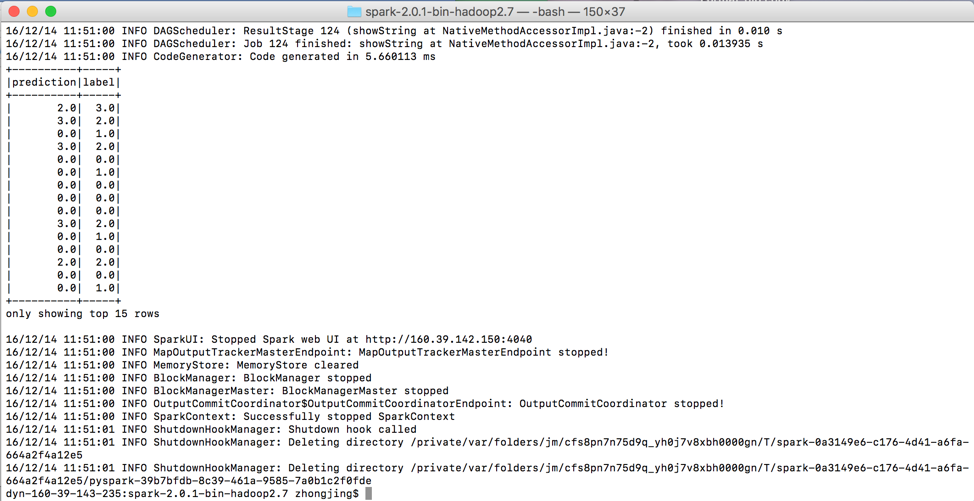 spark-2.0.1-bin-hadoop2.7 — -bash — 150×37
16/12/14 11:51:00 INFO DAGScheduler: ResultStage 124 (showString at NativeMethodAccessorImpl.java:-2) finished in 0.010 s
16/12/14 11:51:00 INFO DAGScheduler: Job 124 finished: showString at NativeMethodAccessorImpl.java:-2, took 0.013935 s
16/12/14 11:51:00 INFO CodeGenerator: Code generated in 5.660113 ms
+----------+-----+
|prediction|label|
+----------+-----+
|       2.0|  3.0|
|       3.0|  2.0|
|       0.0|  1.0|
|       3.0|  2.0|
|       0.0|  0.0|
|       0.0|  1.0|
|       0.0|  0.0|
|       0.0|  0.0|
|       0.0|  0.0|
|       3.0|  2.0|
|       0.0|  1.0|
|       0.0|  0.0|
|       2.0|  2.0|
|       0.0|  0.0|
|       0.0|  1.0|
+----------+-----+
only showing top 15 rows
16/12/14 11:51:00 INFO SparkUI: Stopped Spark web UI at http://160.39.142.150:4040
16/12/14 11:51:00 INFO MapOutputTrackerMasterEndpoint: MapOutputTrackerMasterEndpoint stopped!
16/12/14 11:51:00 INFO MemoryStore: MemoryStore cleared
16/12/14 11:51:00 INFO BlockManager: BlockManager stopped
16/12/14 11:51:00 INFO BlockManagerMaster: BlockManagerMaster stopped
16/12/14 11:51:00 INFO OutputCommitCoordinator$OutputCommitCoordinatorEndpoint: OutputCommitCoordinator stopped!
16/12/14 11:51:00 INFO SparkContext: Successfully stopped SparkContext
16/12/14 11:51:01 INFO ShutdownHookManager: Shutdown hook called
16/12/14 11:51:01 INFO ShutdownHookManager: Deleting directory /private/var/folders/jm/cfs8pn7n75d9q_yh0j7v8xbh0000gn/T/spark-0a3149e6-c176-4d41-a6fa-
664a2f4a12e5
16/12/14 11:51:01 INFO ShutdownHookManager: Deleting directory /private/var/folders/jm/cfs8pn7n75d9q_yh0j7v8xbh0000gn/T/spark-0a3149e6-c176-4d41-a6fa-
664a2f4a12e5/pyspark-39b7bfdb-8c39-461a-9585-7a0b1c2f0fde
dyn-160-39-143-235:spark-2.0.1-bin-hadoop2.7 zhongjing$